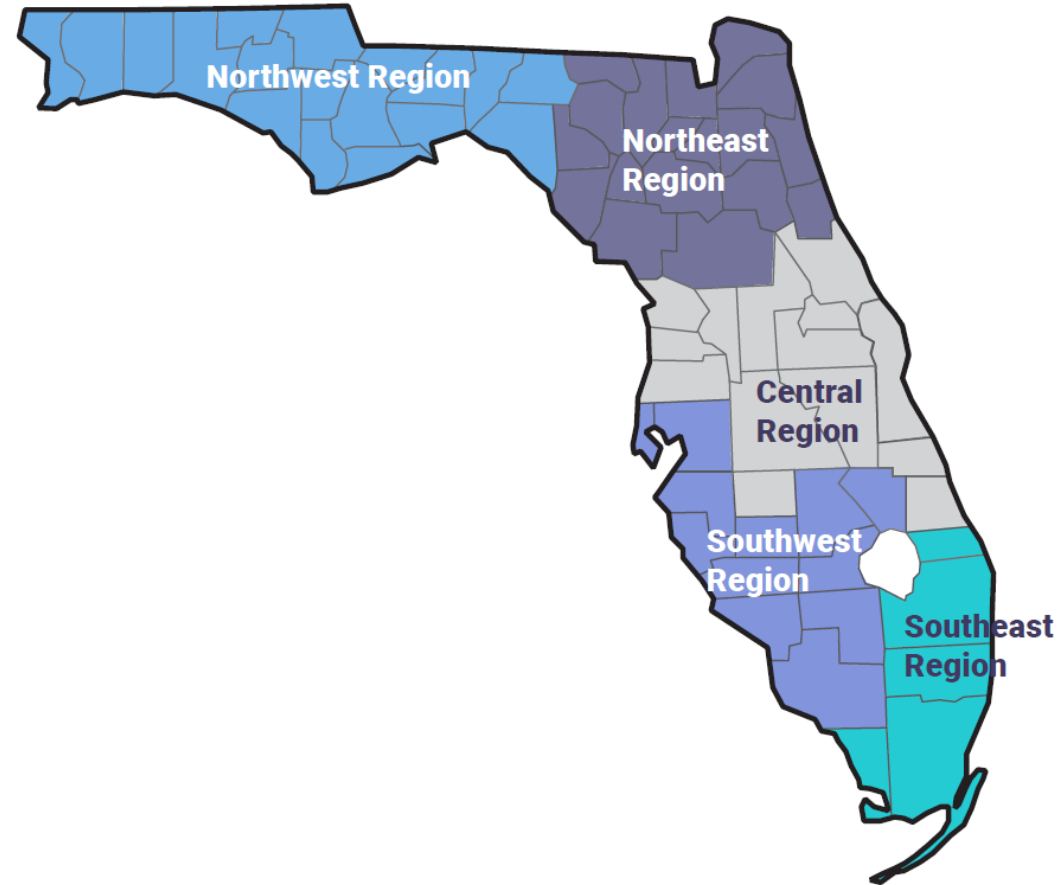 Northwest Region
Northeast
Region
Central
Region
Southwest
Region
Southeast
Region